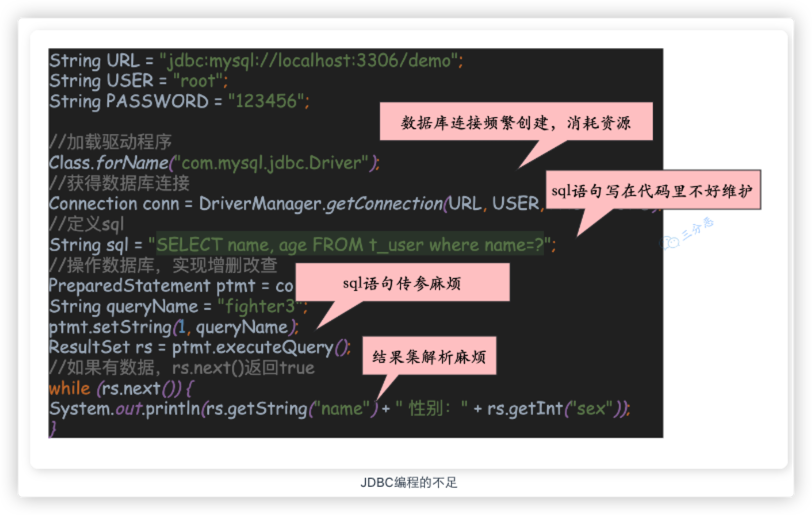 String URL = "jdbc:mysql://localhost:3306/demo";
String USER = "root";
String PASSWORD = "123456";
数据库连接频繁创建，消耗资源
//加载驱动程序
Class.forName("com.mysql.jdbc.Driver");
//获得数据库连接
sql语句写在代码里不好维护
Connection conn = DriverManager.getConnection(URL, USER,
//定义sql
String sql = "SELECT name, age FROM t_user where name=?";
三分恶
//操作数据库，实现增删改查
PreparedStatement ptmt = co
sql语句传参麻烦
String queryName = "fighter3";
ptmt.setString(1, queryName);
ResultSet rs = ptmt.executeQuery();
结果集解析麻烦
//如果有数据，rs.next()返回true
while (rs.next()) {
System.out.println(rs.getString("name") + " 性别：" + rs.getInt("sex"));
}
JDBC编程的不足